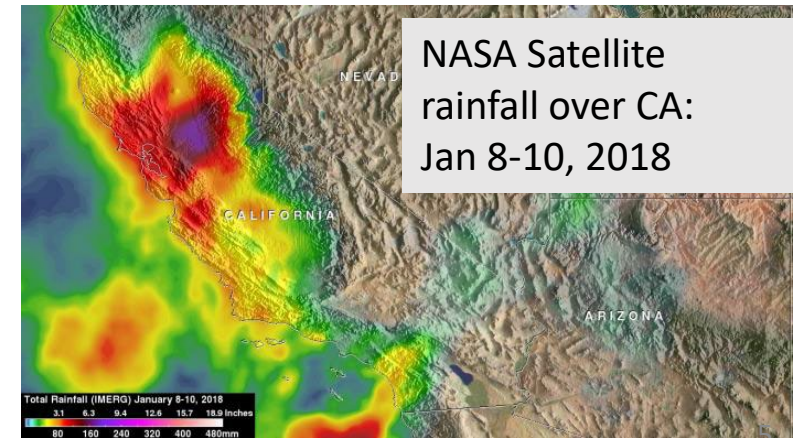 NASA Satellite
rainfall over CA:
Jan 8-10, 2018
NEVAD
CALIFORNIA
ARIZONA
Total Rainfall (IMERG) January 8-10, 2018
3.1 6.3 9.4 12.6 15.7 18.9 Inches
80 160 240 320 400 480mm